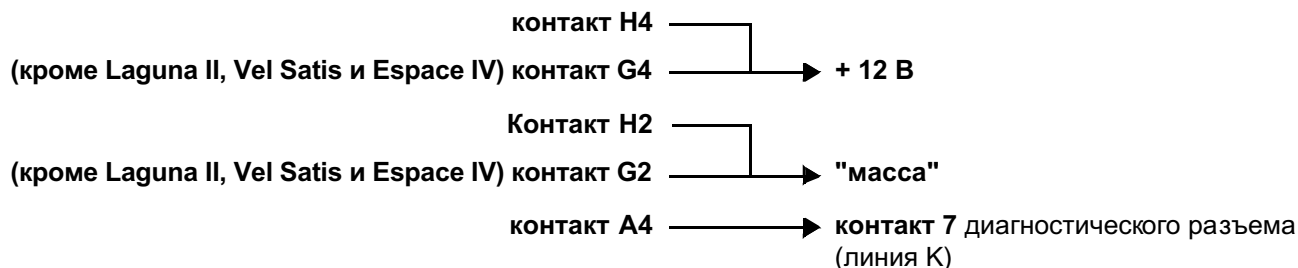 контакт H4
(кроме Laguna II, Vel Satis и Espace IV) контакт G4
+ 12 В
Контакт H2
(кроме Laguna II, Vel Satis и Espace IV) контакт G2
"масса"
контакт A4
контакт 7 диагностического разъема
(линия K)